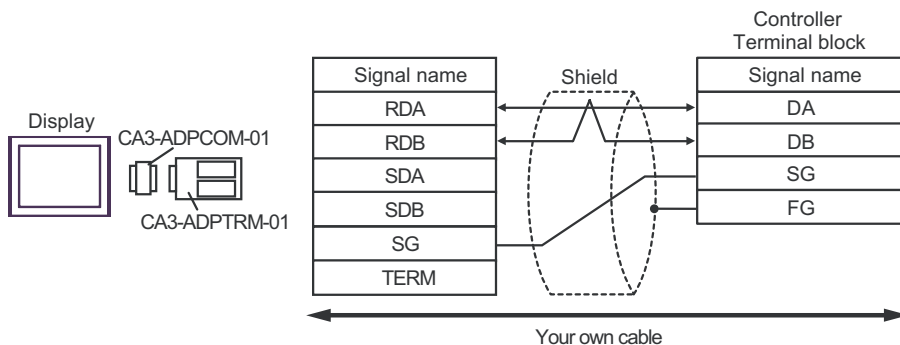 Display
CA3-ADPCOM-01
CA3-ADPTRM-01
Signal name
RDA
RDB
SDA
SDB
SG
TERM
Shield
Controller
Terminal block
Signal name
DA
DB
SG
FG
Your own cable